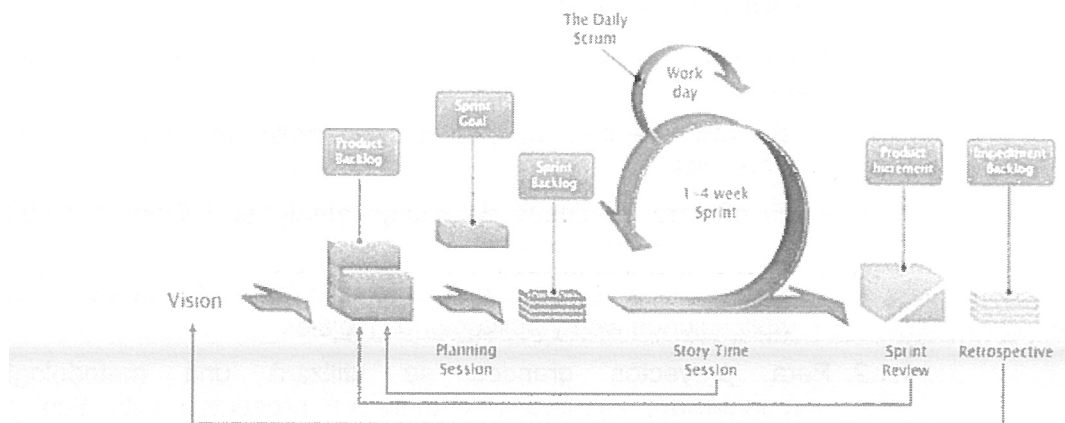 The Daily
Scrum
Work
day
Sprint
Goal
Product
Backlog
Sprint
Backlog
Product
Increment
Impediment
Backlog
1-4 week
Sprint
Vision
Planning
Session
Story Time
Session
Sprint
Review
Retrospective